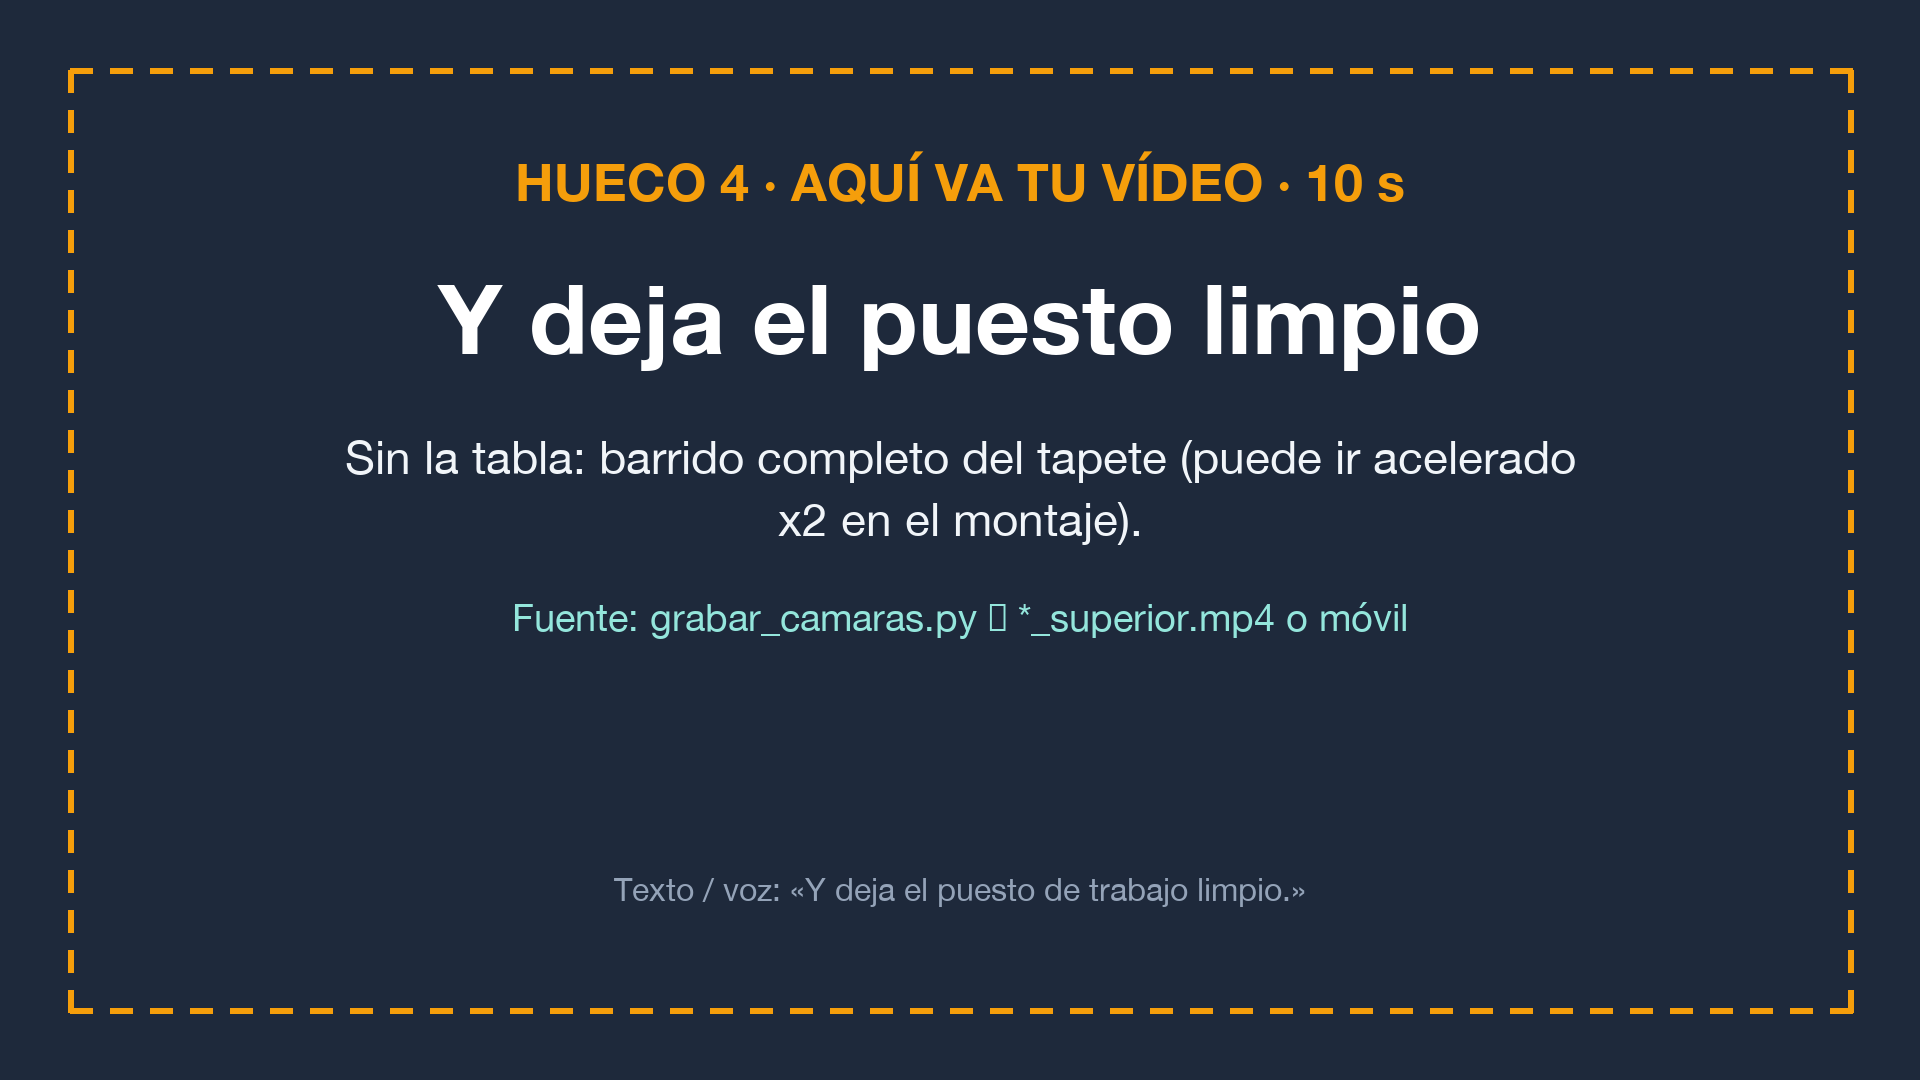 HUECO 4 · AQUÍ VA TU VÍDEO · 10 s
Y deja el puesto limpio
Sin la tabla: barrido completo del tapete (puede ir acelerado
x2 en el montaje).
Fuente: grabar_camaras.py ▯ *_superior.mp4 o móvil
Texto / voz: «Y deja el puesto de trabajo limpio.»